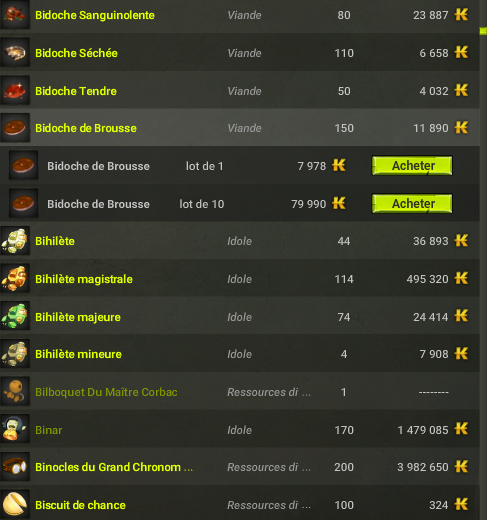 Bidoche Sanguinolente Viande 80 23 887
Bidoche Séchée Viande 110 6 658
Bidoche Tendre Viande 50 4 032
Bidoche de Brousse Viande 150 11 890
Bidoche de Brousse lot de 1 7 978 Acheter
Bidoche de Brousse lot de 10 79 990 Acheter
Bihilète Idole 44 36 893
Bihilète magistrale Idole 114 495 320
Bihilète majeure Idole 74 24 414
Bihilète mineure Idole 4 7 908
Bilboquet Du Maître Corbac Ressources di ... 1 --------
Binar Idole 170 1 479 085
Binocles du Grand Chronom ... Ressources di ... 200 3 982 650
Biscuit de chance Ressources di ... 100 324